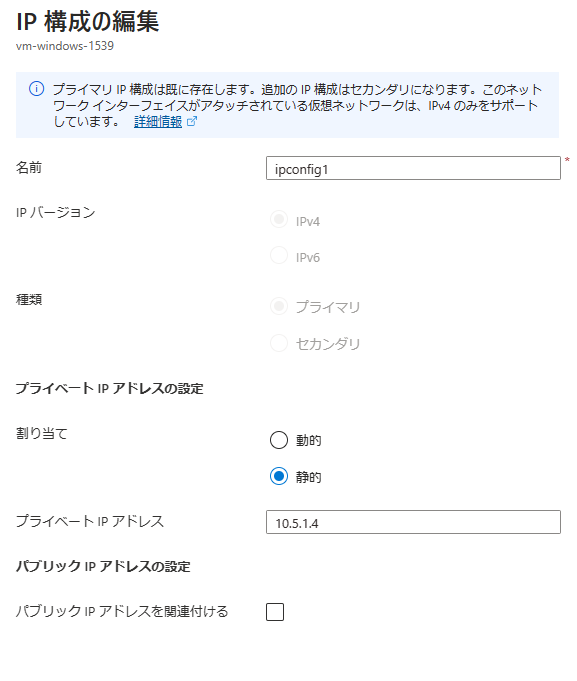 IP 構成の編集
vm-windows-1539
プライマリ IP 構成は既に存在します。追加の IP 構成はセカンダリになります。このネット
ワーク インターフェイスがアタッチされている仮想ネットワークは、IPv4 のみをサポート
しています。 詳細情報
名前
ipconfig1 *
IP バージョン
IPv4
IPv6
種類
プライマリ
セカンダリ
プライベート IP アドレスの設定
割り当て
動的
静的
プライベート IP アドレス
10.5.1.4
パブリック IP アドレスの設定
パブリック IP アドレスを関連付ける